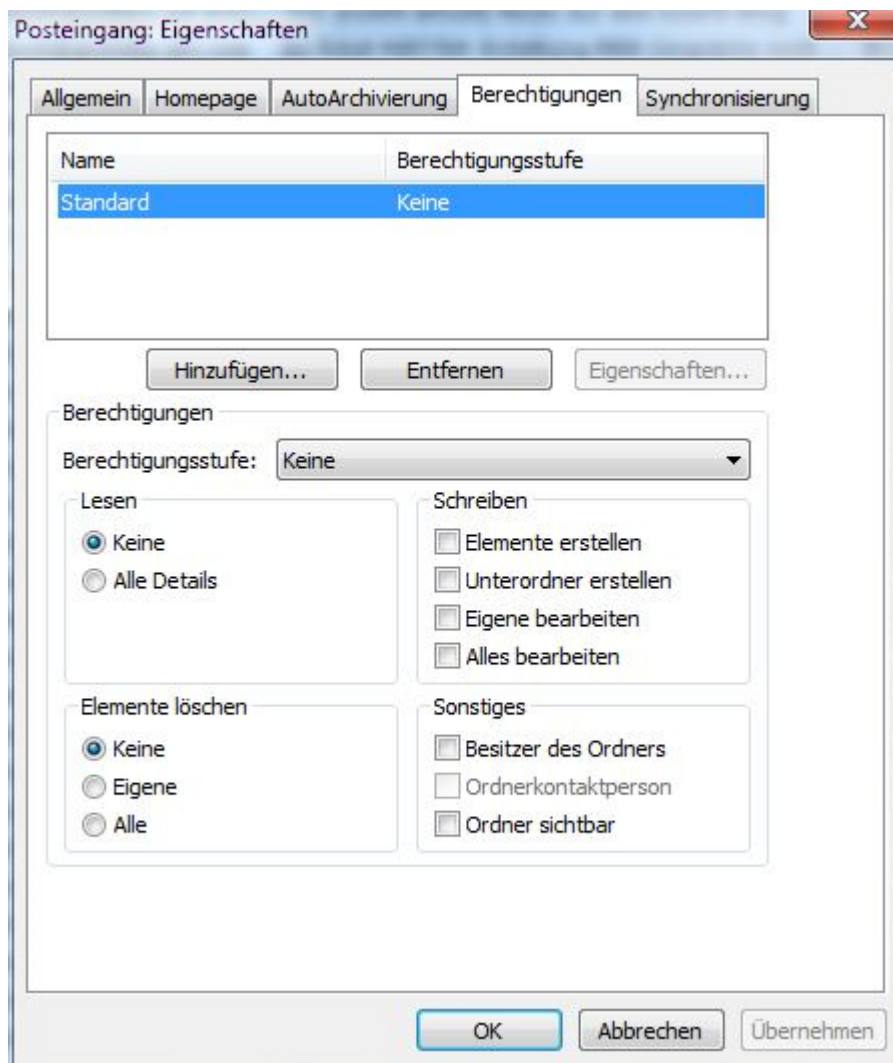 Posteingang: Eigenschaften
Allgemein Homepage AutoArchivierung Berechtigungen Synchronisierung
Name Berechtigungsstufe
Standard Keine
Hinzufügen... Entfernen Eigenschaften...
Berechtigungen
Berechtigungsstufe: Keine
Lesen
Keine
Alle Details
Schreiben
Elemente erstellen
Unterordner erstellen
Eigene bearbeiten
Alles bearbeiten
Elemente löschen
Keine
Eigene
Alle
Sonstiges
Besitzer des Ordners
Ordnerkontaktperson
Ordner sichtbar
OK Abbrechen Übernehmen